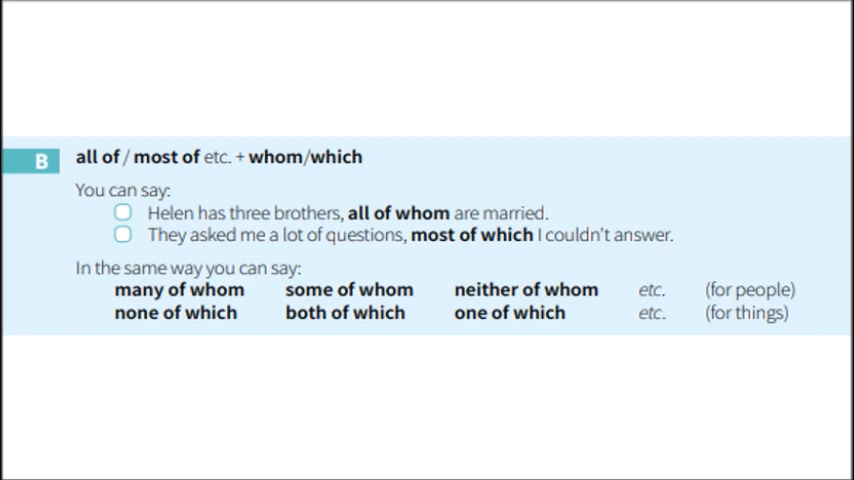 B all of / most of etc. + whom/which
You can say:
Helen has three brothers, all of whom are married.
They asked me a lot of questions, most of which I couldn't answer.
In the same way you can say:
many of whom some of whom neither of whom etc. (for people)
none of which both of which one of which etc. (for things)